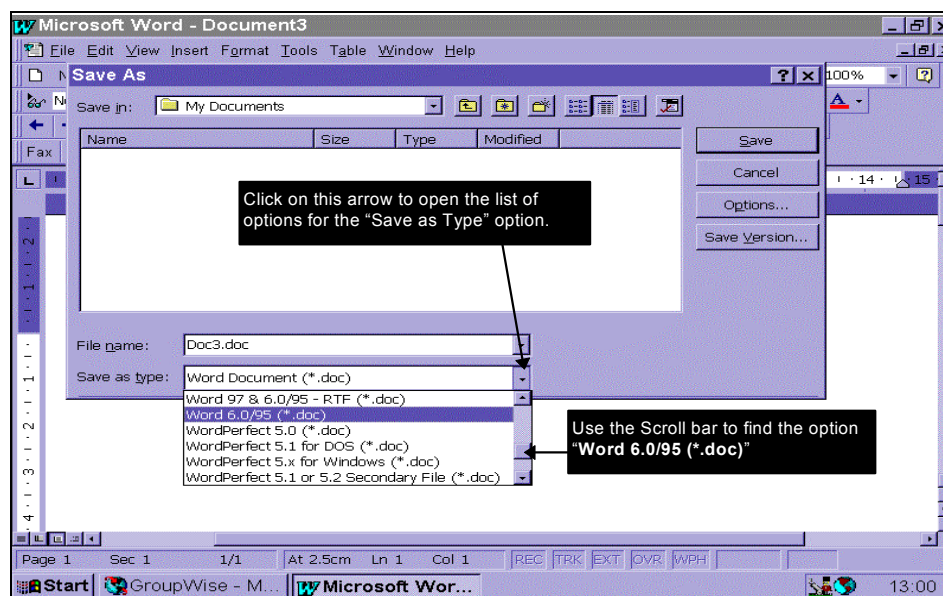 Microsoft Word - Document3
File Edit View Insert Format Tools Table Window Help
Save As
100%
Save in: My Documents
Name Size Type Modified
Save
Fax
Cancel
14 15
Click on this arrow to open the list of
options for the “Save as Type” option.
Options...
Save Version...
File name: Doc3.doc
Save as type: Word Document (*.doc)
Word 97 & 6.0/95 - RTF (*.doc)
Word 6.0/95 (*.doc)
WordPerfect 5.0 (*.doc)
WordPerfect 5.1 for DOS (*.doc)
WordPerfect 5.x for Windows (*.doc)
WordPerfect 5.1 or 5.2 Secondary File (*.doc)
Use the Scroll bar to find the option
“Word 6.0/95 (*.doc)”
Page 1 Sec 1 1/1 At 2.5cm Ln 1 Col 1 REC TRK EXT OVR WPH
Start GroupWise - M... Microsoft Wor... 13:00